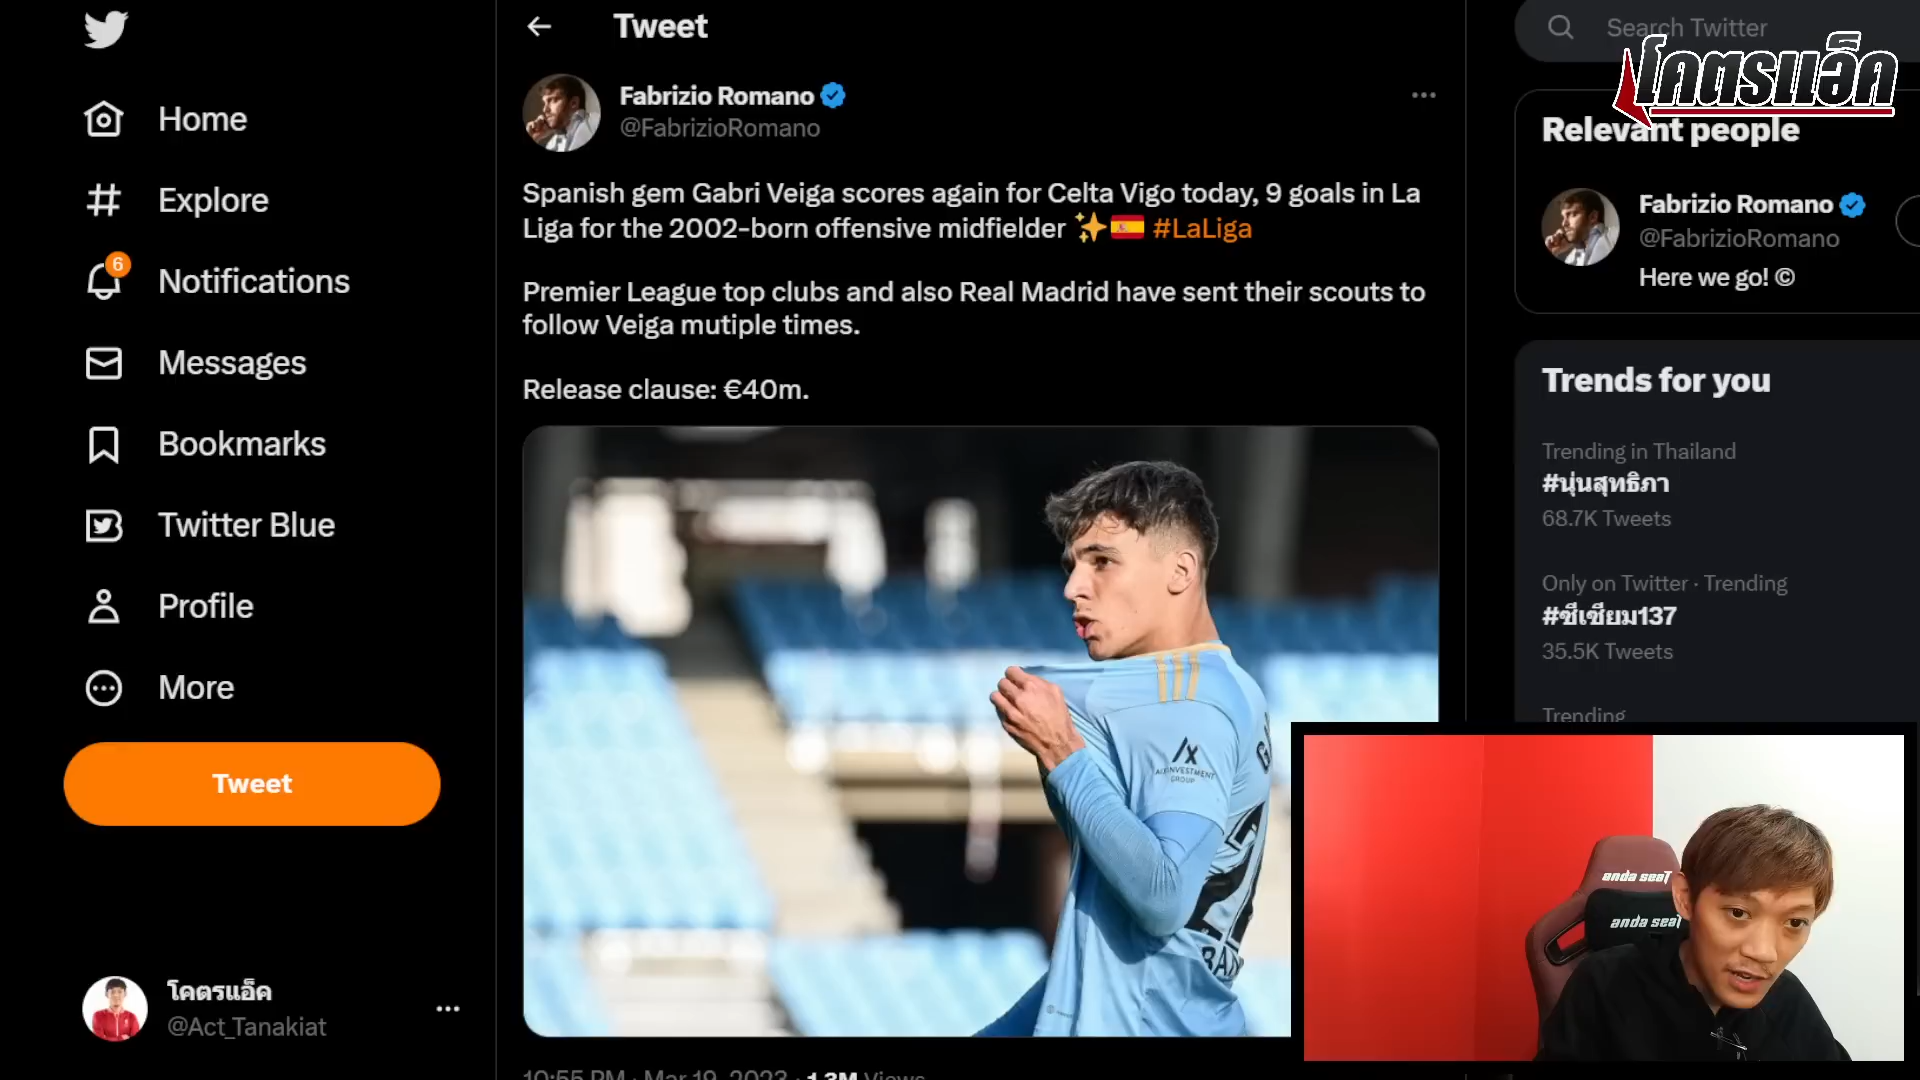 Tweet
Search Twitter
โคตรแอ็ค
Home
Explore
6
Notifications
Messages
Bookmarks
Twitter Blue
Profile
More
Tweet
โคตรแอ็ค
@Act_Tanakiat
Fabrizio Romano
@FabrizioRomano
Spanish gem Gabri Veiga scores again for Celta Vigo today, 9 goals in La
Liga for the 2002-born offensive midfielder ✨🇪🇸 #LaLiga
Premier League top clubs and also Real Madrid have sent their scouts to
follow Veiga mutiple times.
Release clause: €40m.
INVESTMENT
GROUP
10:55 PM · Mar 19, 2023 · 1.3M Views
Relevant people
Fabrizio Romano
@FabrizioRomano
Here we go! ©
Trends for you
Trending in Thailand
#นุ่นสุทธิภา
68.7K Tweets
Only on Twitter · Trending
#ซีเซียม137
35.5K Tweets
Trending
anda seaT
anda seaT